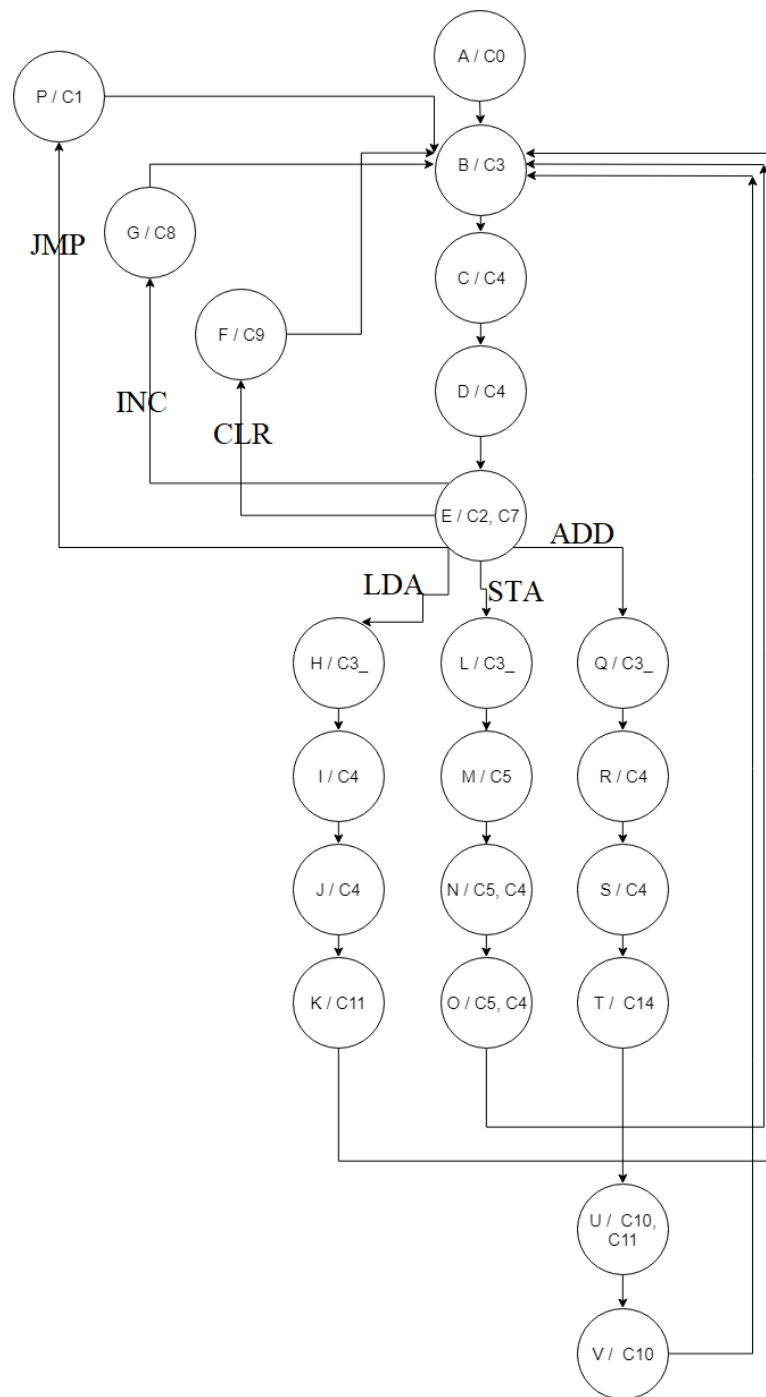 A / C0
P / C1
B / C3
G / C8
JMP
C / C4
F / C9
D / C4
INC
CLR
E / C2, C7
ADD
LDA
STA
H / C3_
L / C3_
Q / C3_
I / C4
M / C5
R / C4
J / C4
N / C5, C4
S / C4
K / C11
O / C5, C4
T / C14
U / C10,
C11
V / C10